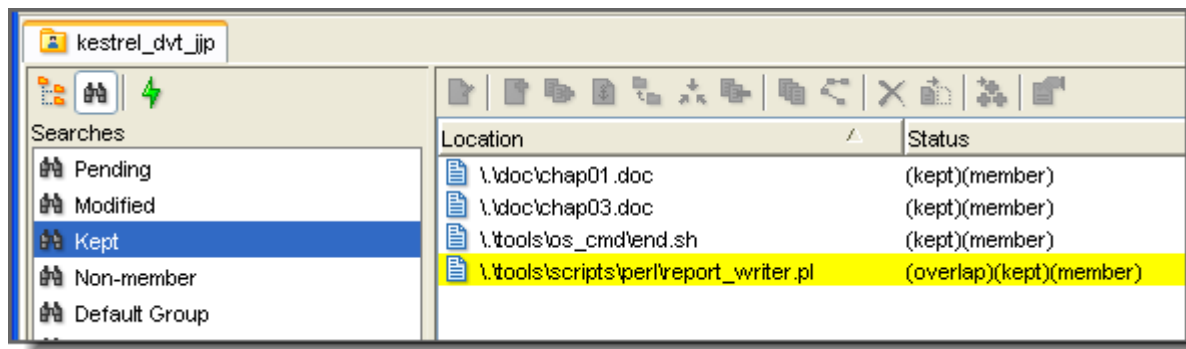 kestrel_dvt_jjp
Searches
Pending
Modified
Kept
Non-member
Default Group
Location Status
\.\doc\chap01.doc (kept)(member)
\.\doc\chap03.doc (kept)(member)
\.\tools\os_cmd\end.sh (kept)(member)
\.\tools\scripts\perl\report_writer.pl (overlap)(kept)(member)